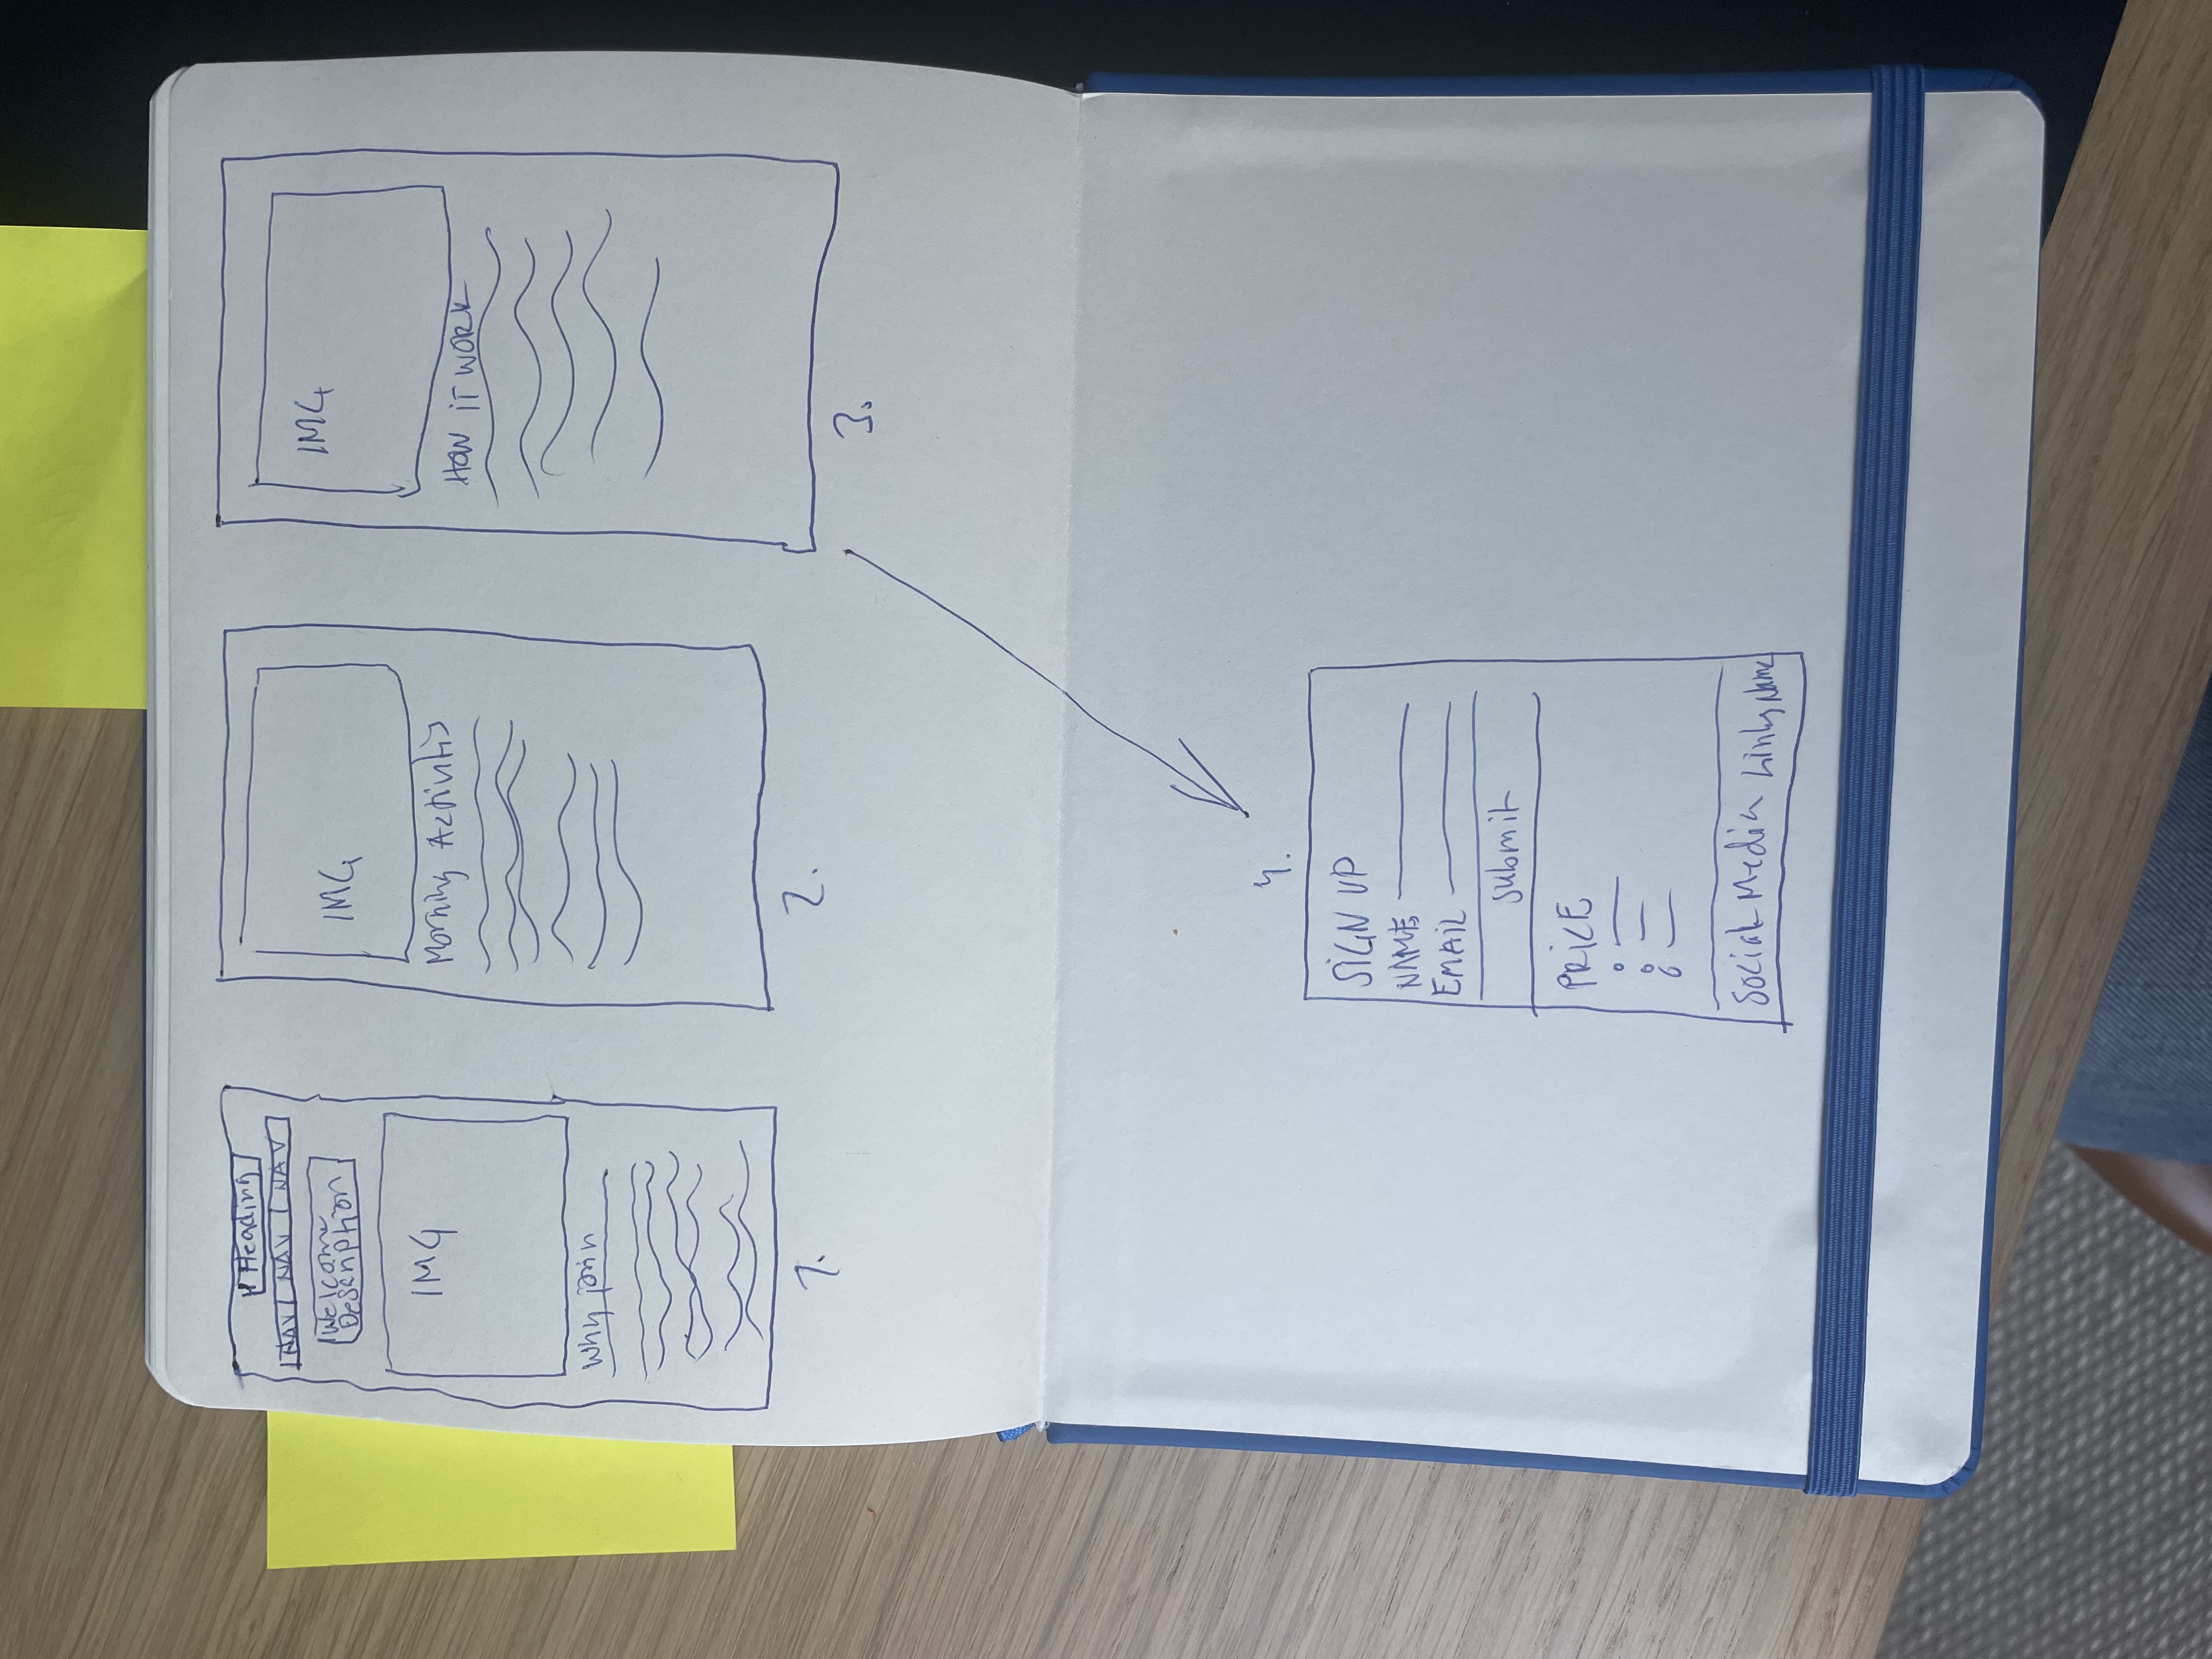 Heading
NAV NAV NAV
Welcome
Description
IMG
Why join
1.
IMG
Morning Activitis
2.
IMG
HOW iT WORK
3.
4.
SiGN UP
NAME
EMAiL
Submit
PRiCE
Social Media Links Name